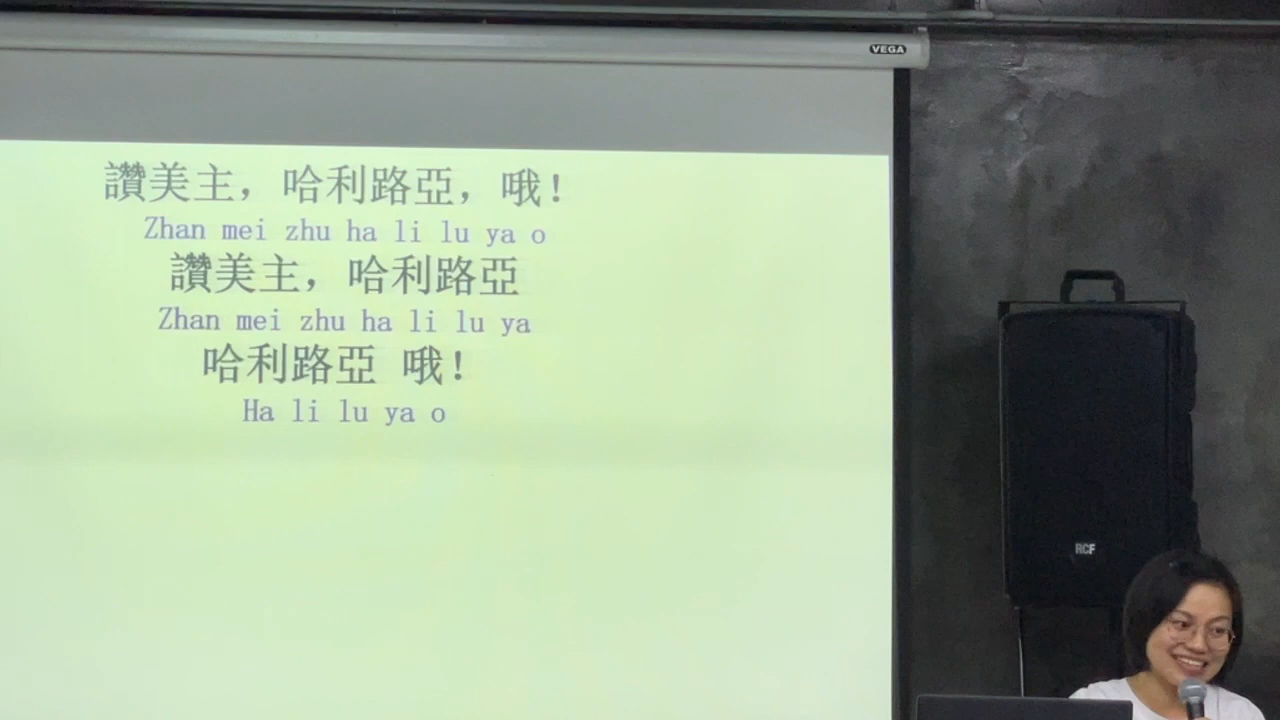 VEGA
讚美主，哈利路亞，哦！
Zhan mei zhu ha li lu ya o
讚美主，哈利路亞
Zhan mei zhu ha li lu ya
哈利路亞 哦！
Ha li lu ya o
RCF